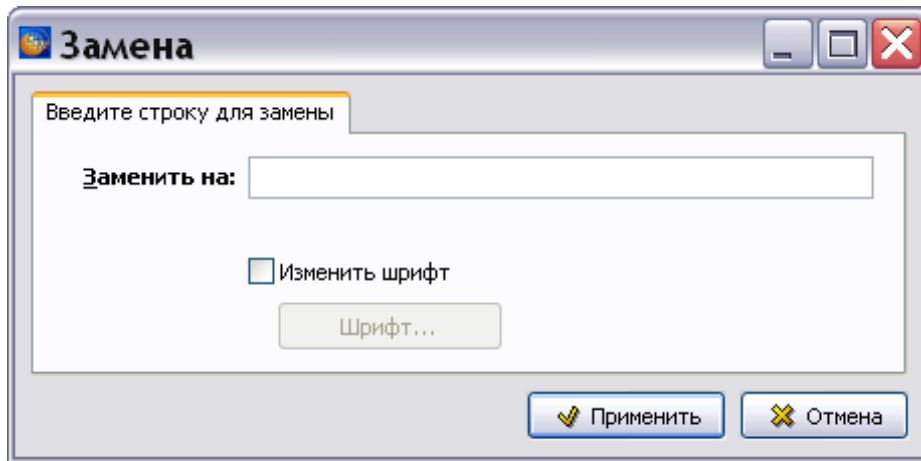 Замена
Введите строку для замены
Заменить на:
Изменить шрифт
Шрифт...
Применить
Отмена